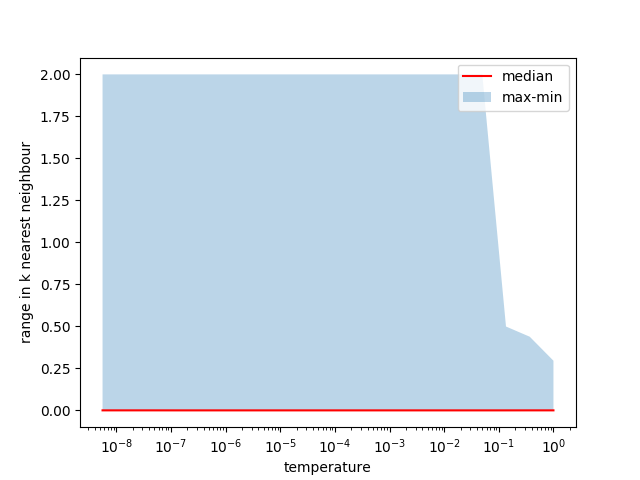 2.00
1.75
1.50
1.25
1.00
0.75
0.50
0.25
0.00
range in k nearest neighbour
median
max-min
10⁻⁸ 10⁻⁷ 10⁻⁶ 10⁻⁵ 10⁻⁴ 10⁻³ 10⁻² 10⁻¹ 10⁰
temperature